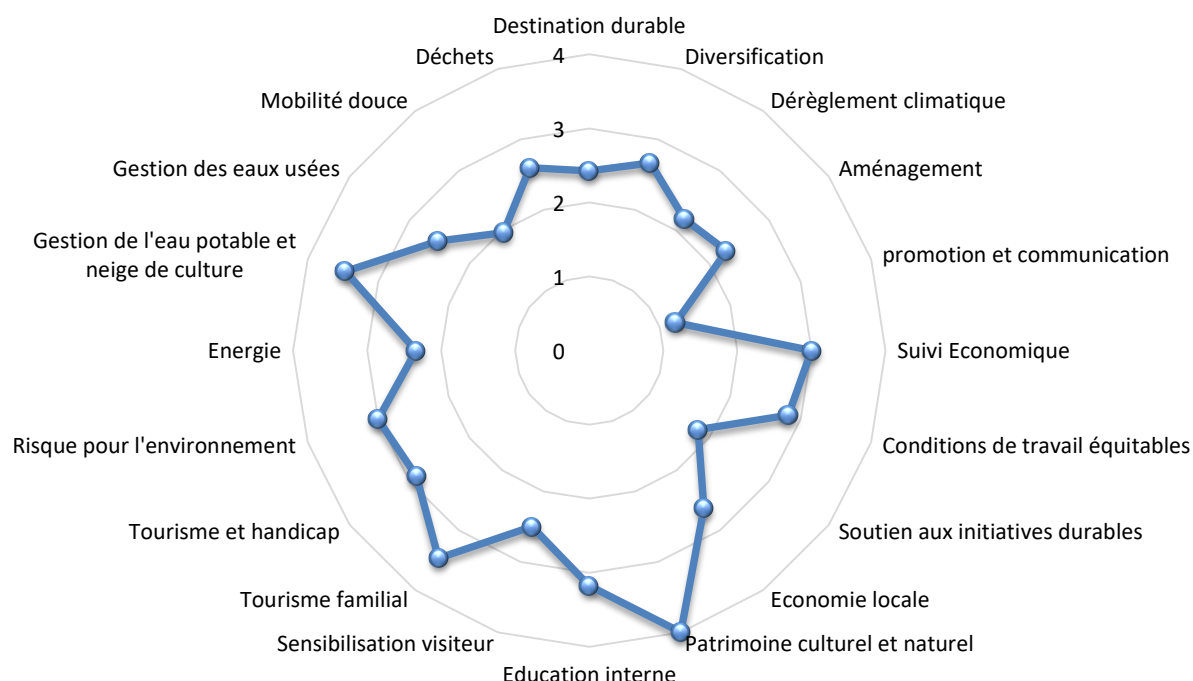 Destination durable
Déchets
Diversification
Mobilité douce
Dérèglement climatique
Gestion des eaux usées
Aménagement
Gestion de l'eau potable et
neige de culture
promotion et communication
Energie
Suivi Economique
Risque pour l'environnement
Conditions de travail équitables
Tourisme et handicap
Soutien aux initiatives durables
Tourisme familial
Economie locale
Sensibilisation visiteur
Patrimoine culturel et naturel
Education interne
4
3
2
1
0